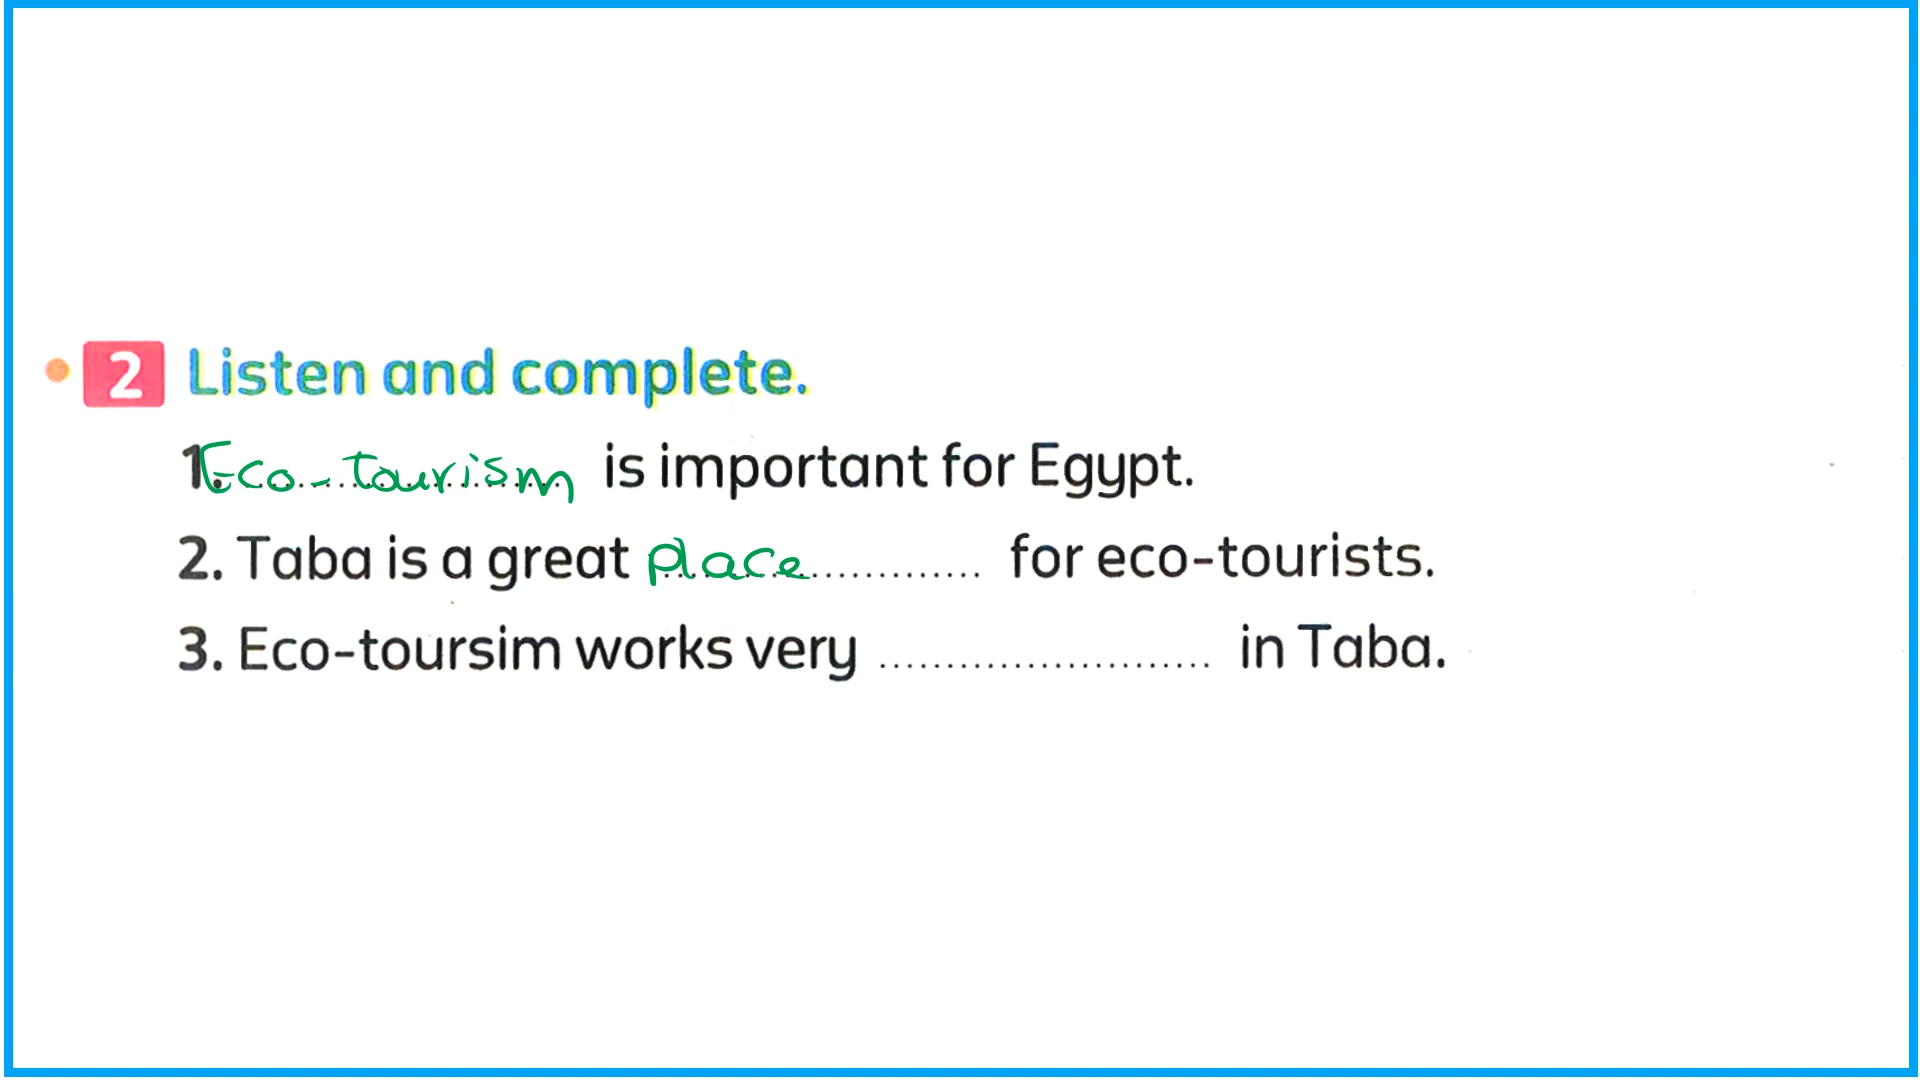 2 Listen and complete.
1. Eco-tourism is important for Egypt.
2. Taba is a great place for eco-tourists.
3. Eco-toursim works very ........................ in Taba.